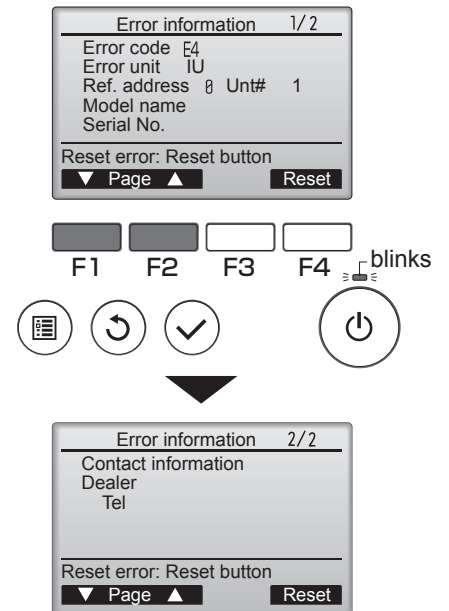 Error information 1/2
Error code E4
Error unit IU
Ref. address 0 Unt# 1
Model name
Serial No.
Reset error: Reset button
▼ Page ▲ Reset
F1 F2 F3 F4
blinks
Error information 2/2
Contact information
Dealer
Tel
Reset error: Reset button
▼ Page ▲ Reset